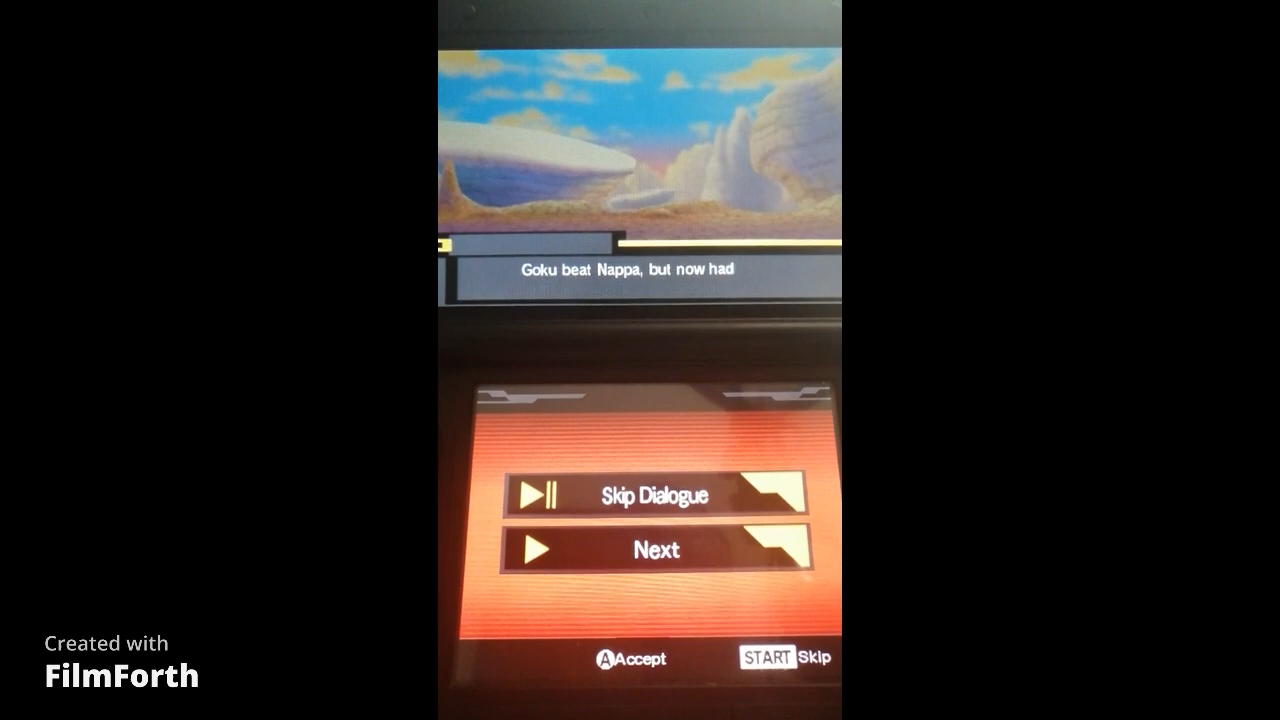 Goku beat Nappa, but now had
Skip Dialogue
Next
A Accept
START Skip
Created with
FilmForth